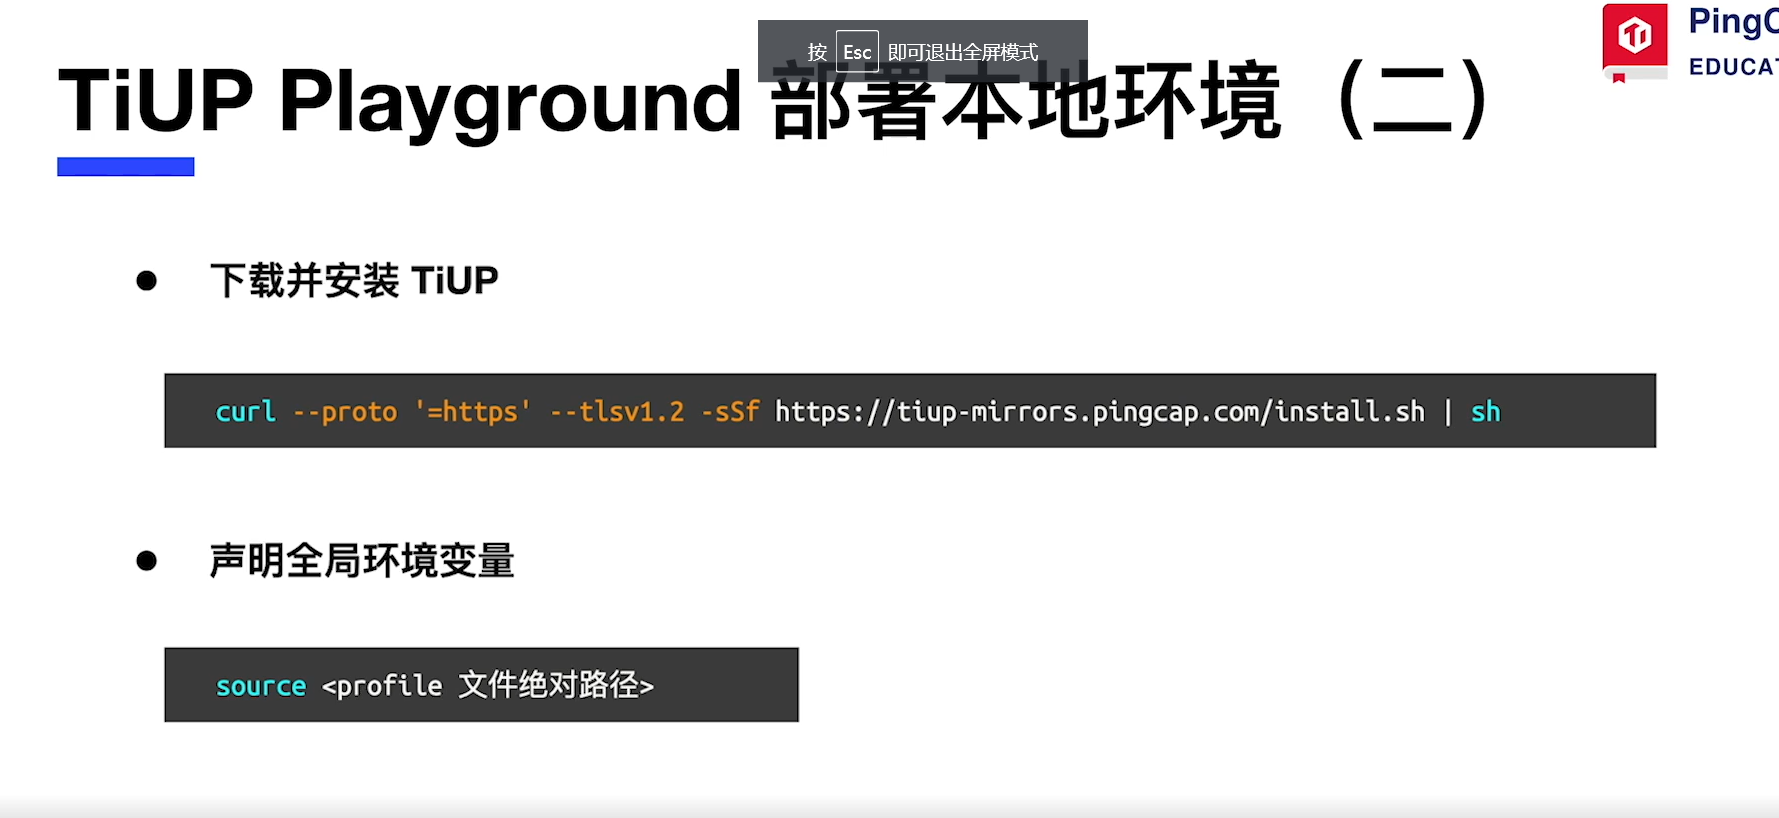 按 Esc 即可退出全屏模式
PingC
EDUCAT
TiUP Playground 部署本地环境（二）
● 下载并安装 TiUP
curl --proto '=https' --tlsv1.2 -sSf https://tiup-mirrors.pingcap.com/install.sh | sh
● 声明全局环境变量
source <profile 文件绝对路径>